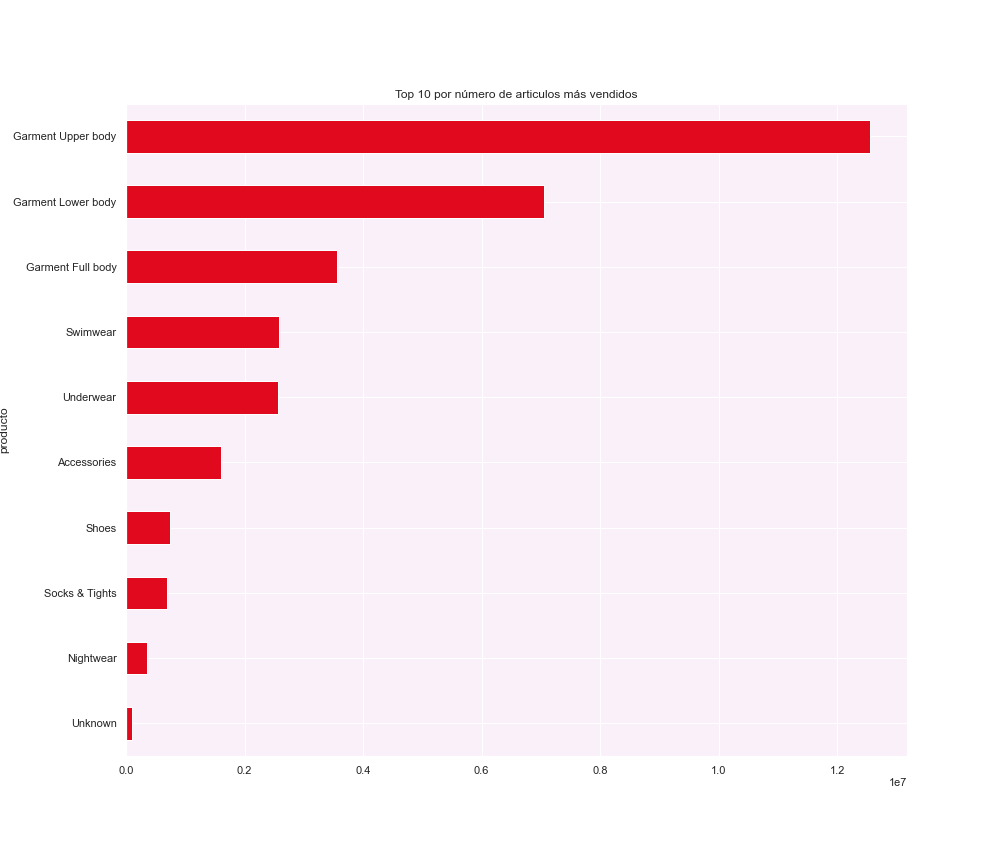 Top 10 por número de articulos más vendidos
Garment Upper body
Garment Lower body
Garment Full body
Swimwear
Underwear
Accessories
Shoes
Socks & Tights
Nightwear
Unknown
producto
0.0 0.2 0.4 0.6 0.8 1.0 1.2
1e7